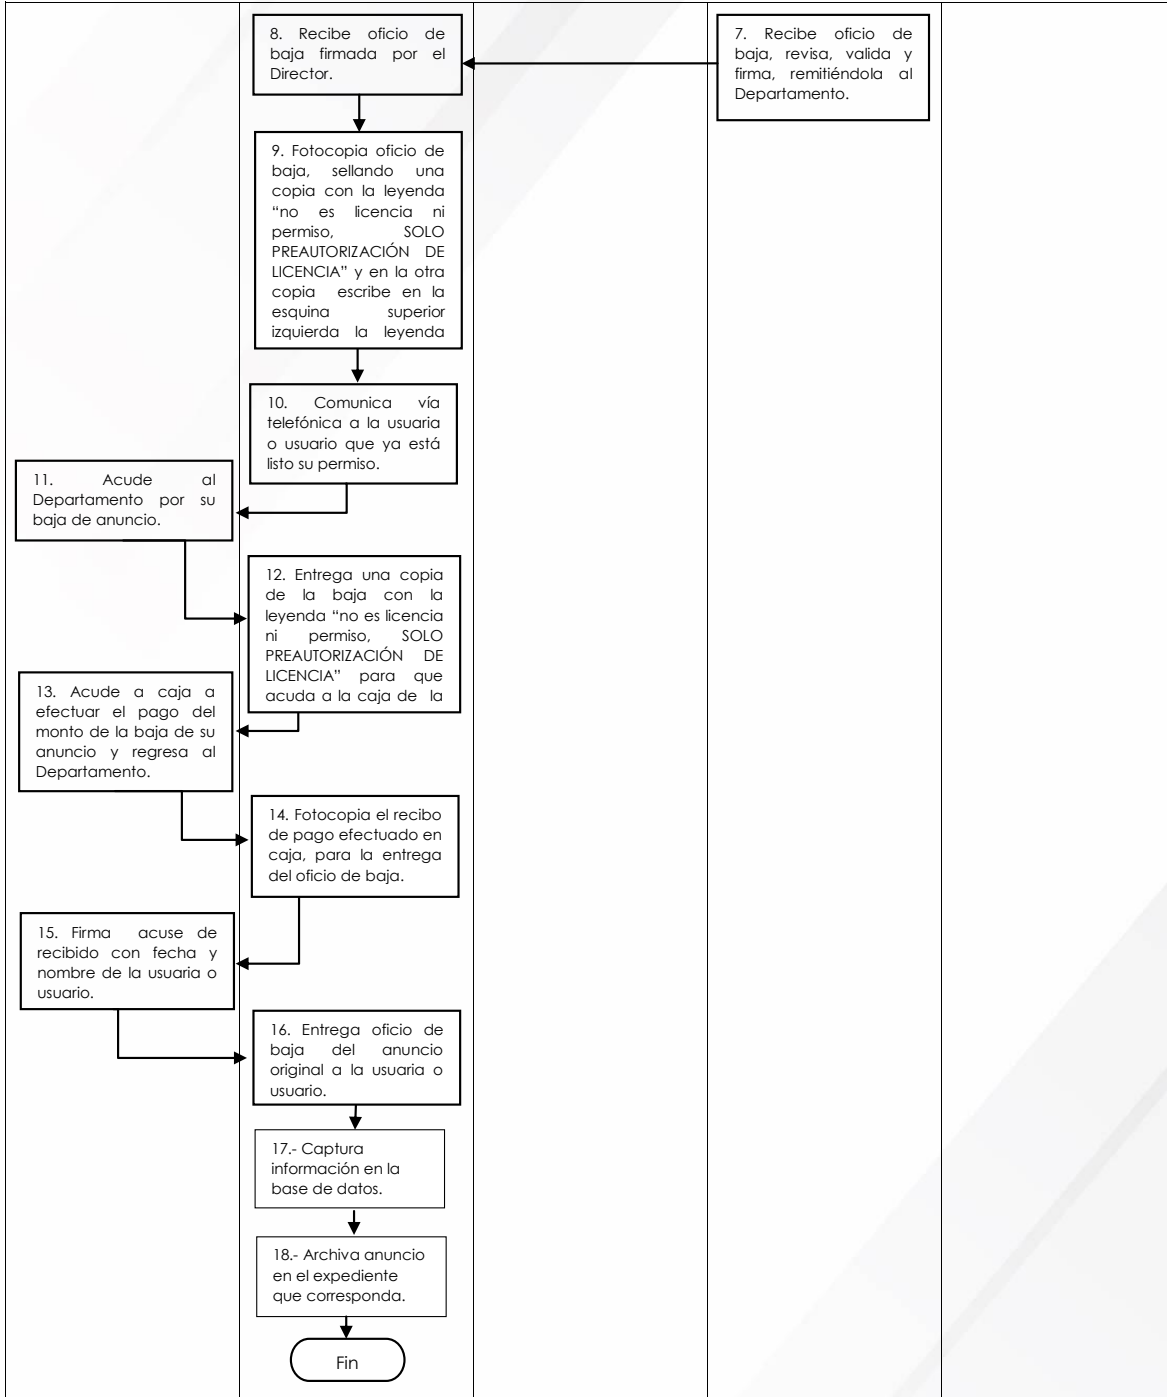 8. Recibe oficio de
baja firmada por el
Director.
7. Recibe oficio de
baja, revisa, valida y
firma, remitiéndola al
Departamento.
9. Fotocopia oficio de
baja, sellando una
copia con la leyenda
“no es licencia ni
permiso, SOLO
PREAUTORIZACIÓN DE
LICENCIA” y en la otra
copia escribe en la
esquina superior
izquierda la leyenda
10. Comunica vía
telefónica a la usuaria
o usuario que ya está
listo su permiso.
11. Acude al
Departamento por su
baja de anuncio.
12. Entrega una copia
de la baja con la
leyenda “no es licencia
ni permiso, SOLO
PREAUTORIZACIÓN DE
LICENCIA” para que
acuda a la caja de la
13. Acude a caja a
efectuar el pago del
monto de la baja de su
anuncio y regresa al
Departamento.
14. Fotocopia el recibo
de pago efectuado en
caja, para la entrega
del oficio de baja.
15. Firma acuse de
recibido con fecha y
nombre de la usuaria o
usuario.
16. Entrega oficio de
baja del anuncio
original a la usuaria o
usuario.
17.- Captura
información en la
base de datos.
18.- Archiva anuncio
en el expediente
que corresponda.
Fin